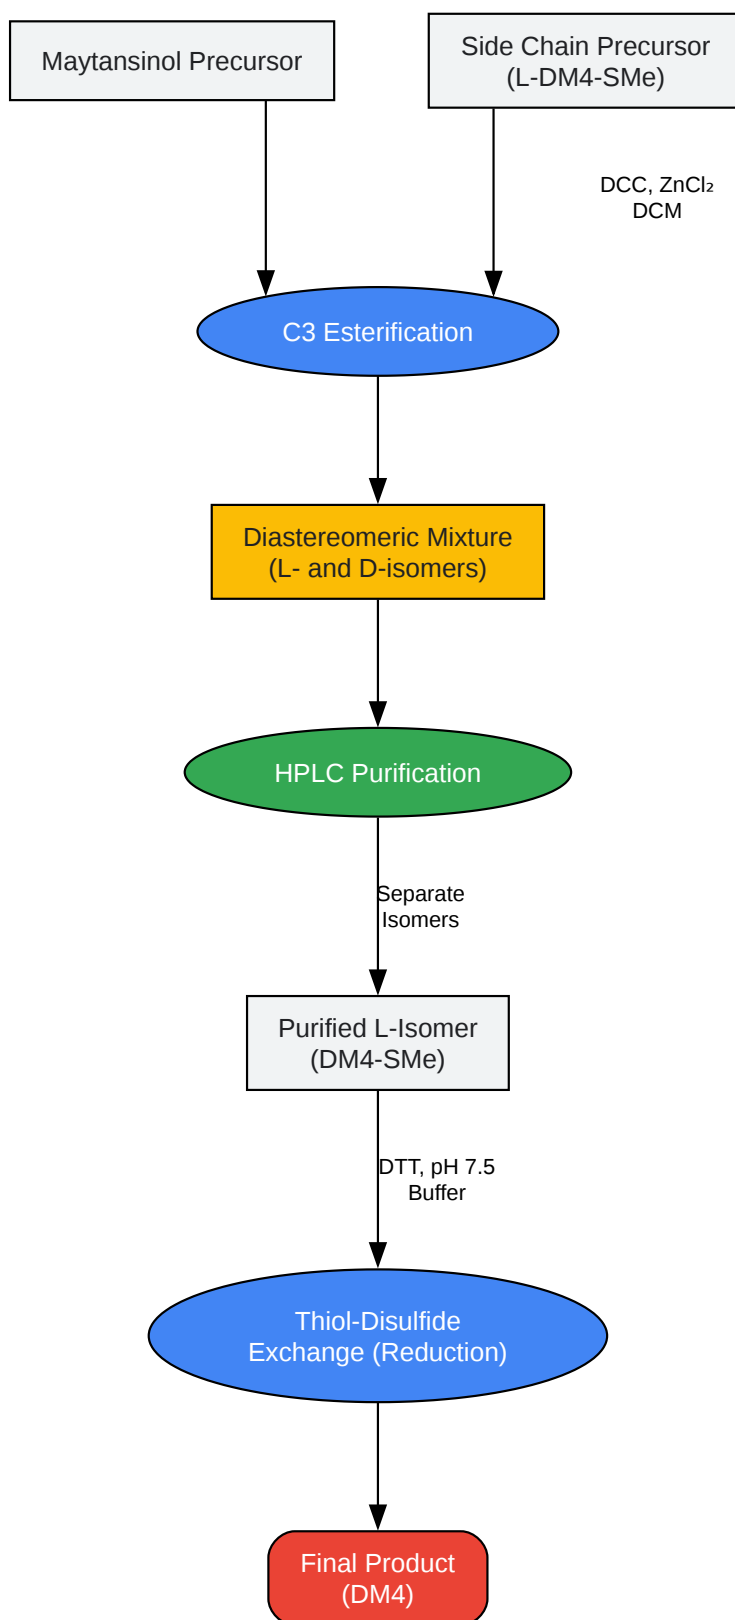 Maytansinol Precursor
Side Chain Precursor
(L-DM4-SMe)
DCC, ZnCl₂
DCM
C3 Esterification
Diastereomeric Mixture
(L- and D-isomers)
HPLC Purification
Separate
Isomers
Purified L-Isomer
(DM4-SMe)
DTT, pH 7.5
Buffer
Thiol-Disulfide
Exchange (Reduction)
Final Product
(DM4)